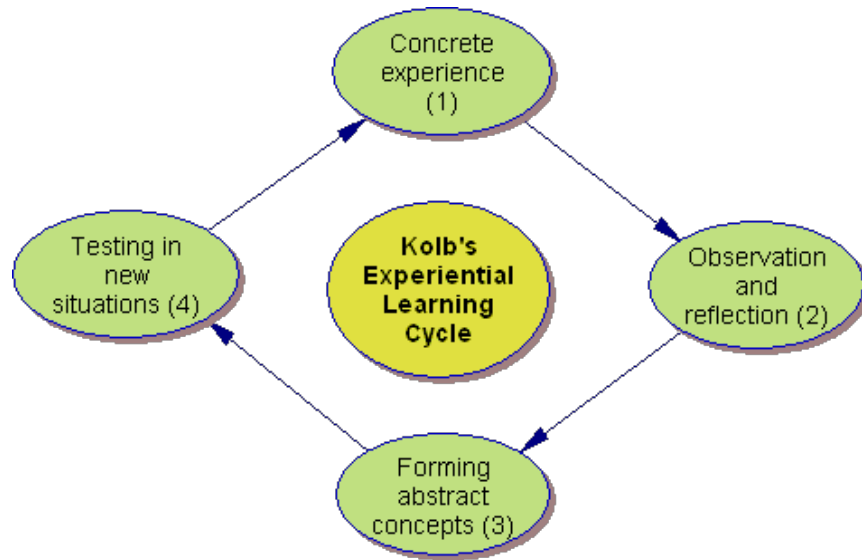 Concrete
experience
(1)
Testing in
new
situations (4)
Kolb's
Experiential
Learning
Cycle
Observation
and
reflection (2)
Forming
abstract
concepts (3)